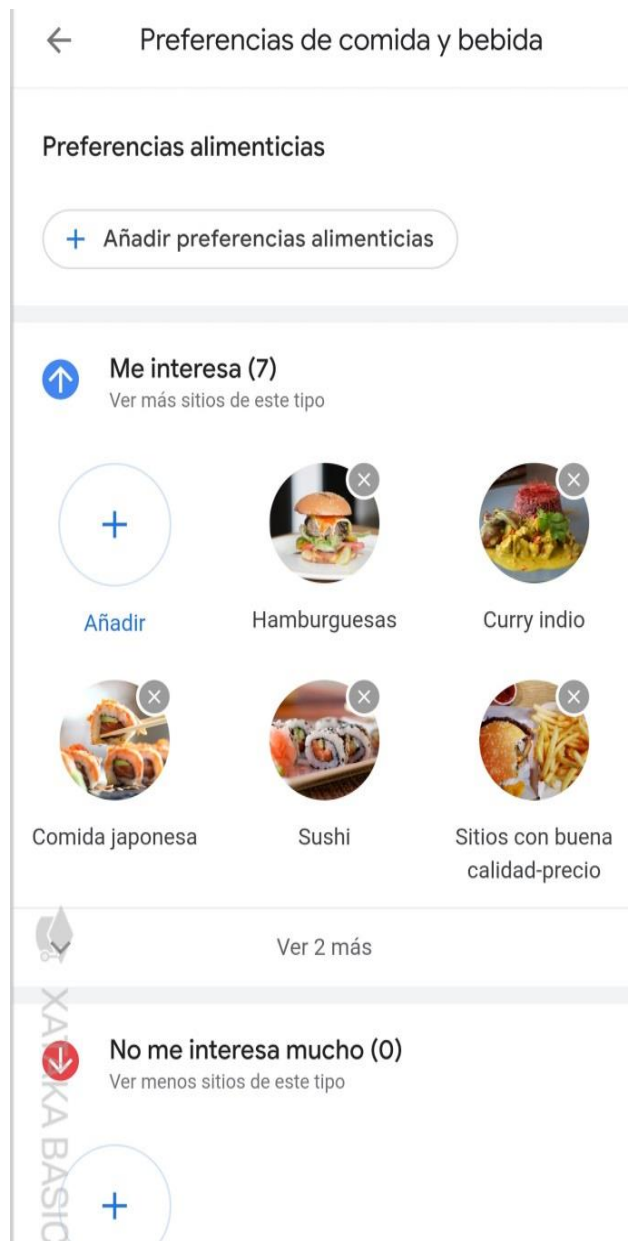 Preferencias de comida y bebida
Preferencias alimenticias
+ Añadir preferencias alimenticias
Me interesa (7)
Ver más sitios de este tipo
Añadir
Hamburguesas
Curry indio
Comida japonesa
Sushi
Sitios con buena
calidad-precio
Ver 2 más
No me interesa mucho (0)
Ver menos sitios de este tipo
XATAKA BASIC